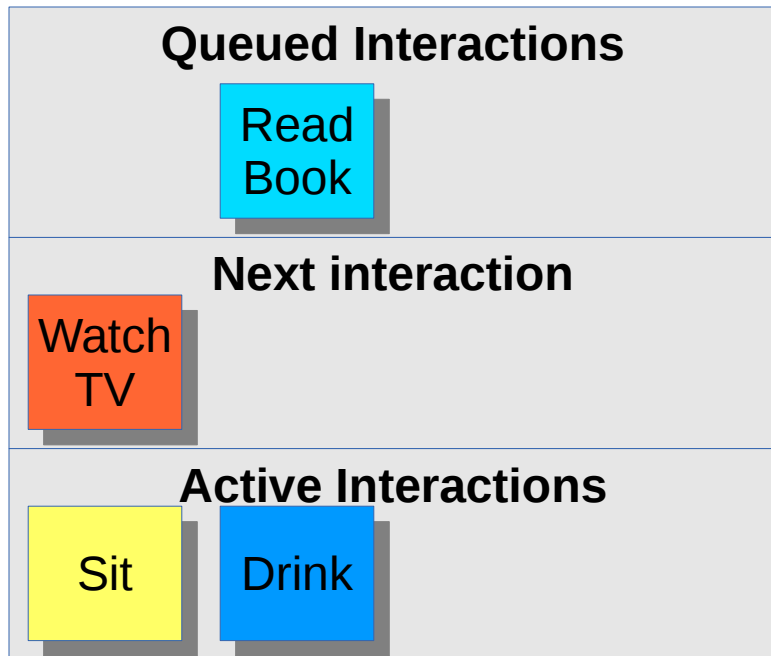 Queued Interactions
Read
Book
Next interaction
Watch
TV
Active Interactions
Sit
Drink